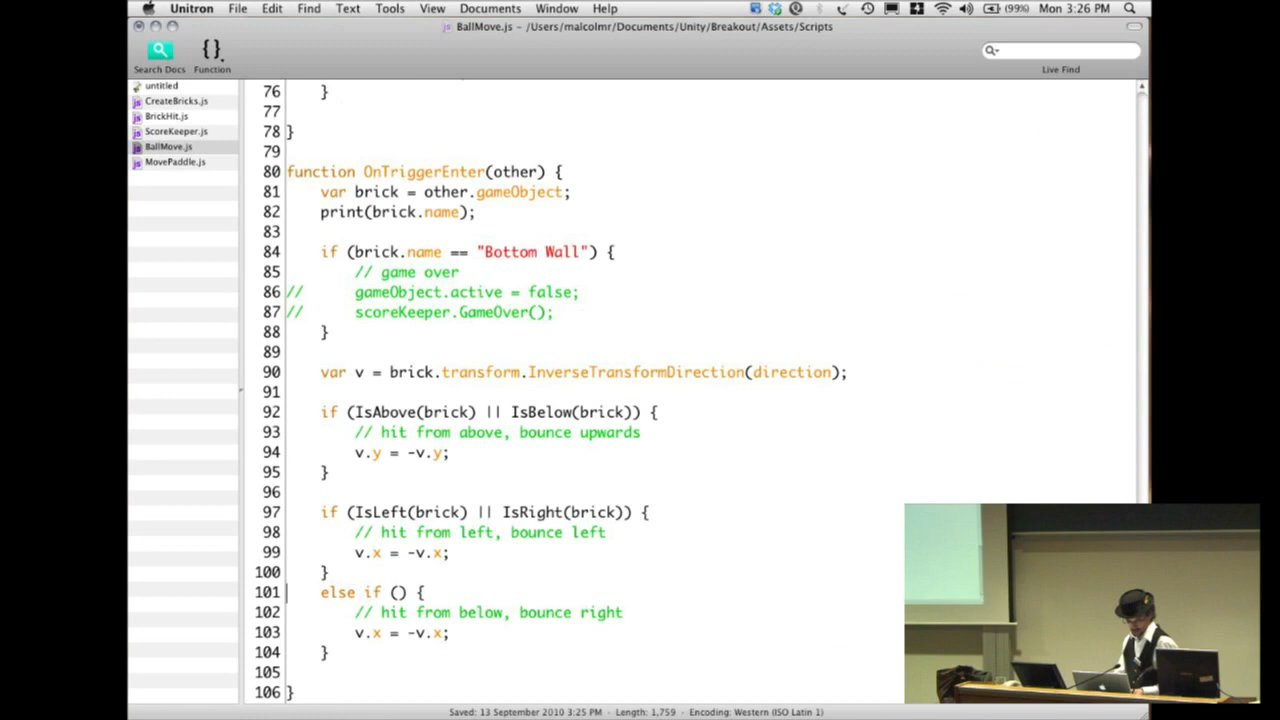 Unitron File Edit Find Text Tools View Documents Window Help (99%) Mon 3:26 PM
BallMove.js – /Users/malcolmr/Documents/Unity/Breakout/Assets/Scripts
{}
Search Docs Function
Live Find
untitled
CreateBricks.js
BrickHit.js
ScoreKeeper.js
BallMove.js
MovePaddle.js
76 }
77
78 }
79
80 function OnTriggerEnter(other) {
81 var brick = other.gameObject;
82 print(brick.name);
83
84 if (brick.name == "Bottom Wall") {
85 // game over
86 // gameObject.active = false;
87 // scoreKeeper.GameOver();
88 }
89
90 var v = brick.transform.InverseTransformDirection(direction);
91
92 if (IsAbove(brick) || IsBelow(brick)) {
93 // hit from above, bounce upwards
94 v.y = -v.y;
95 }
96
97 if (IsLeft(brick) || IsRight(brick)) {
98 // hit from left, bounce left
99 v.x = -v.x;
100 }
101 else if () {
102 // hit from below, bounce right
103 v.x = -v.x;
104 }
105
106 }
Saved: 13 September 2010 3:25 PM - Length: 1,759 - Encoding: Western (ISO Latin 1)